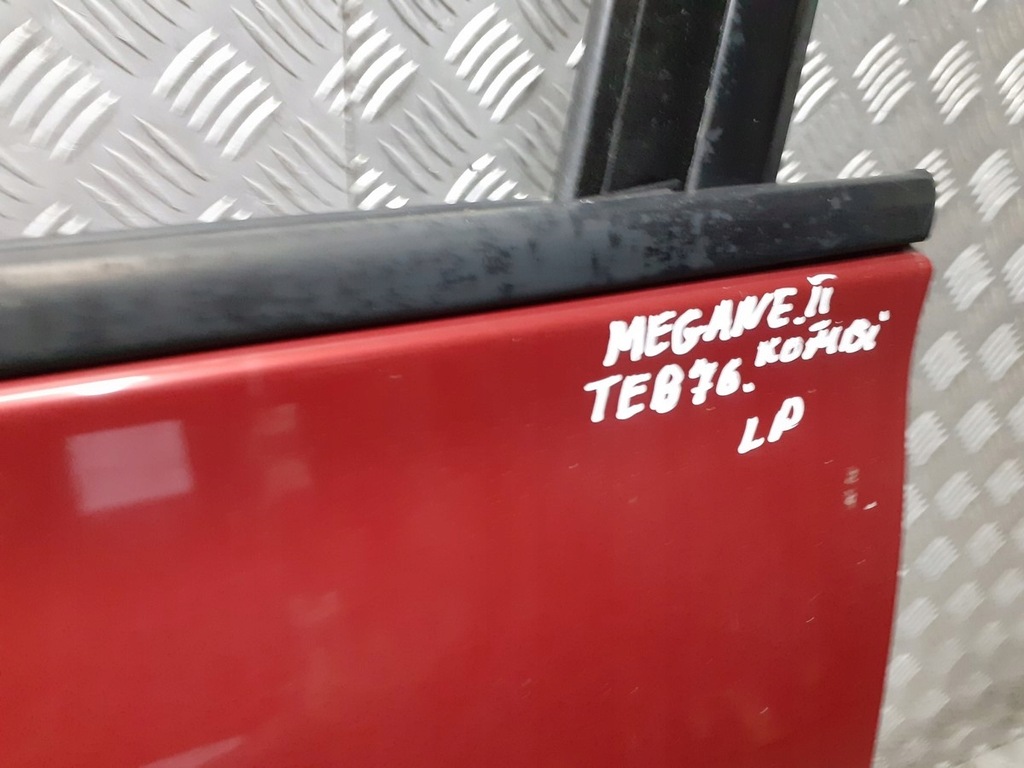 MEGANE.II
KOMBI
TEB76.
LP